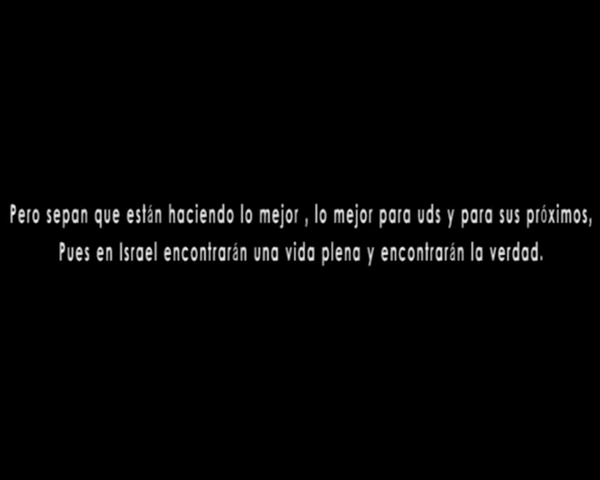 Pero sepan que están haciendo lo mejor , lo mejor para uds y para sus próximos,
Pues en Israel encontrarán una vida plena y encontrarán la verdad.